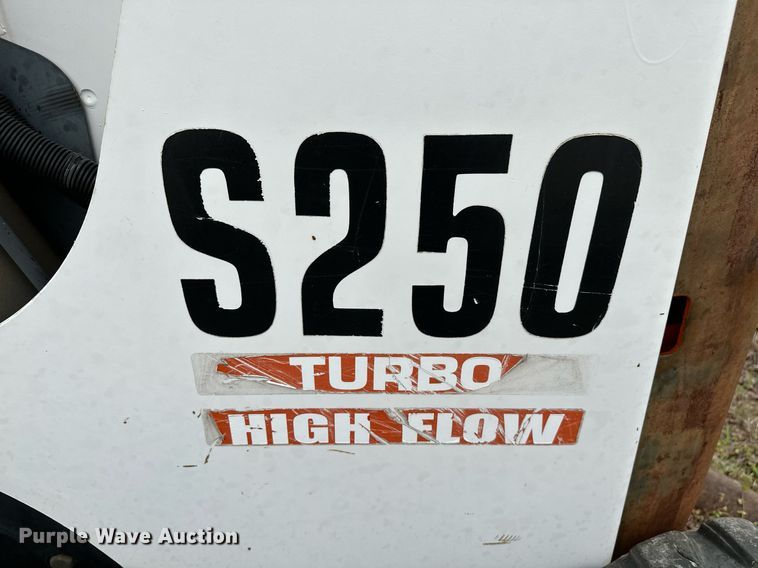 S250
TURBO
HIGH FLOW
Purple Wave Auction